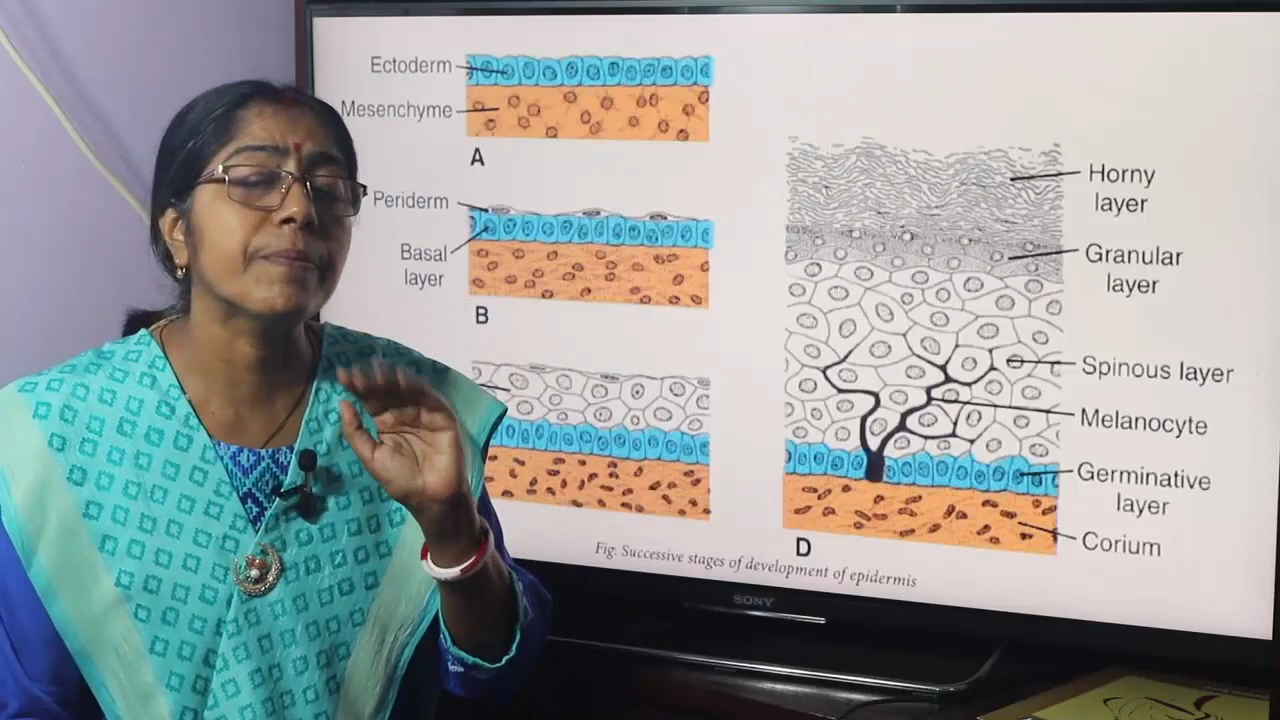 Ectoderm
Mesenchyme
A
Periderm
Basal
layer
B
Horny
layer
Granular
layer
Spinous layer
Melanocyte
Germinative
layer
Corium
D
Fig. Successive stages of development of epidermis
SONY